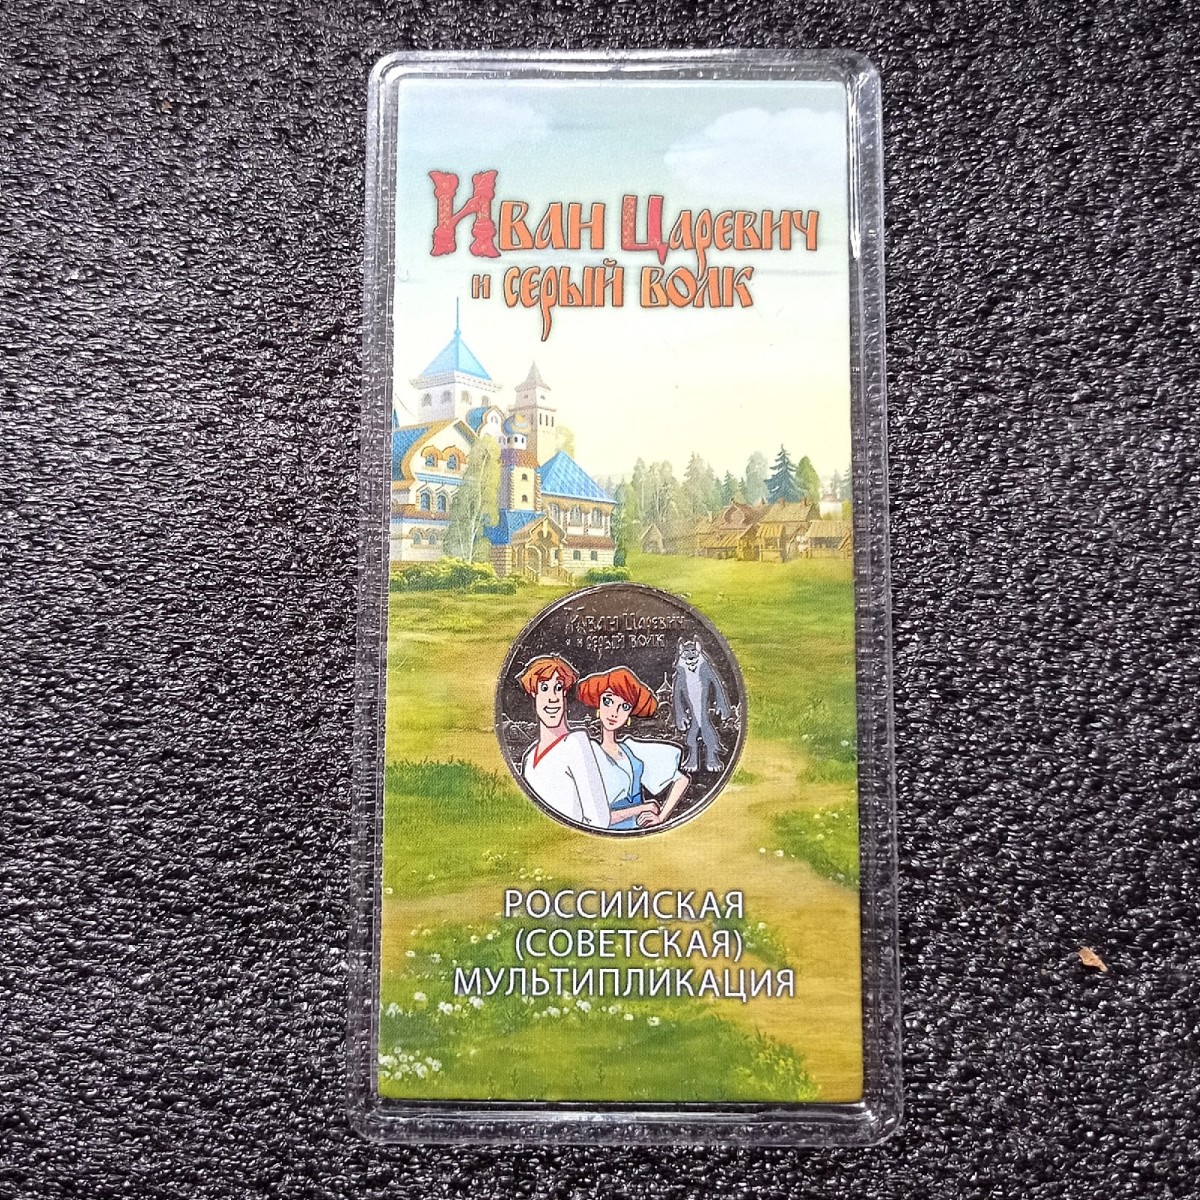 Иван Царевич
и серый волк
Иван Царевич
и серый волк
РОССИЙСКАЯ
(СОВЕТСКАЯ)
МУЛЬТИПЛИКАЦИЯ